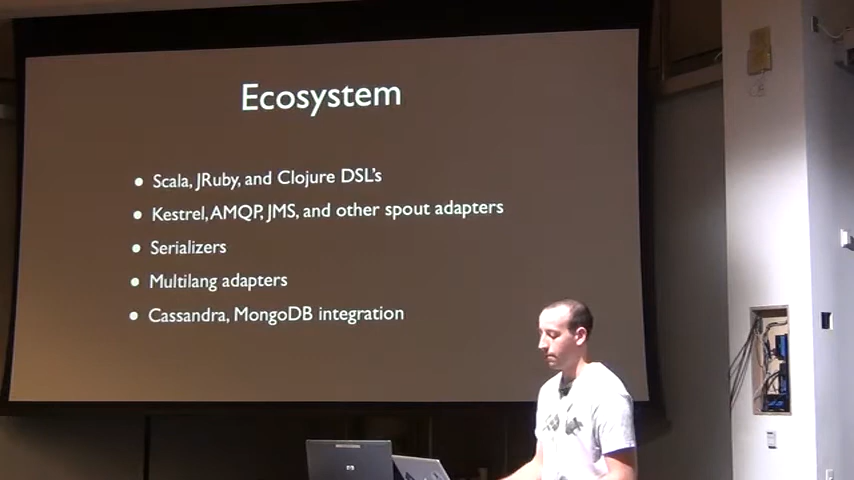 Ecosystem
• Scala, JRuby, and Clojure DSL's
• Kestrel, AMQP, JMS, and other spout adapters
• Serializers
• Multilang adapters
• Cassandra, MongoDB integration